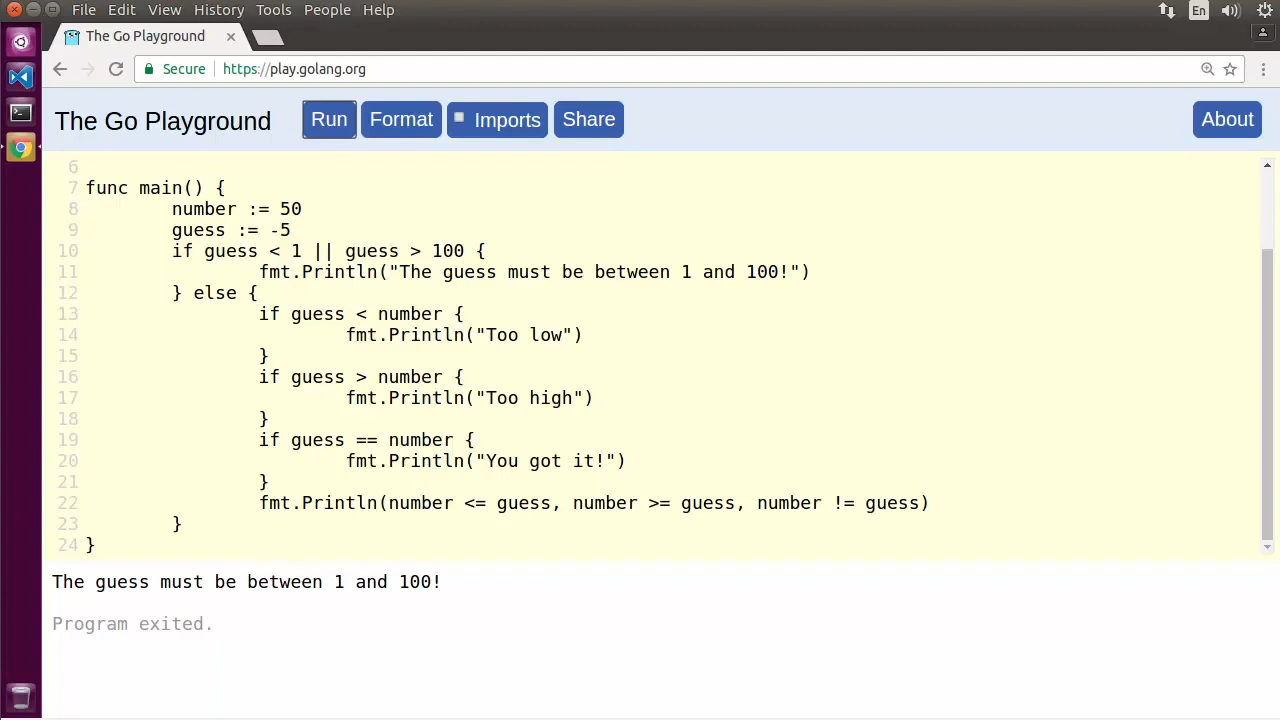 File Edit View History Tools People Help
En
The Go Playground
Secure https://play.golang.org
The Go Playground Run Format Imports Share About
6
7 func main() {
8 number := 50
9 guess := -5
10 if guess < 1 || guess > 100 {
11 fmt.Println("The guess must be between 1 and 100!")
12 } else {
13 if guess < number {
14 fmt.Println("Too low")
15 }
16 if guess > number {
17 fmt.Println("Too high")
18 }
19 if guess == number {
20 fmt.Println("You got it!")
21 }
22 fmt.Println(number <= guess, number >= guess, number != guess)
23 }
24 }
The guess must be between 1 and 100!
Program exited.